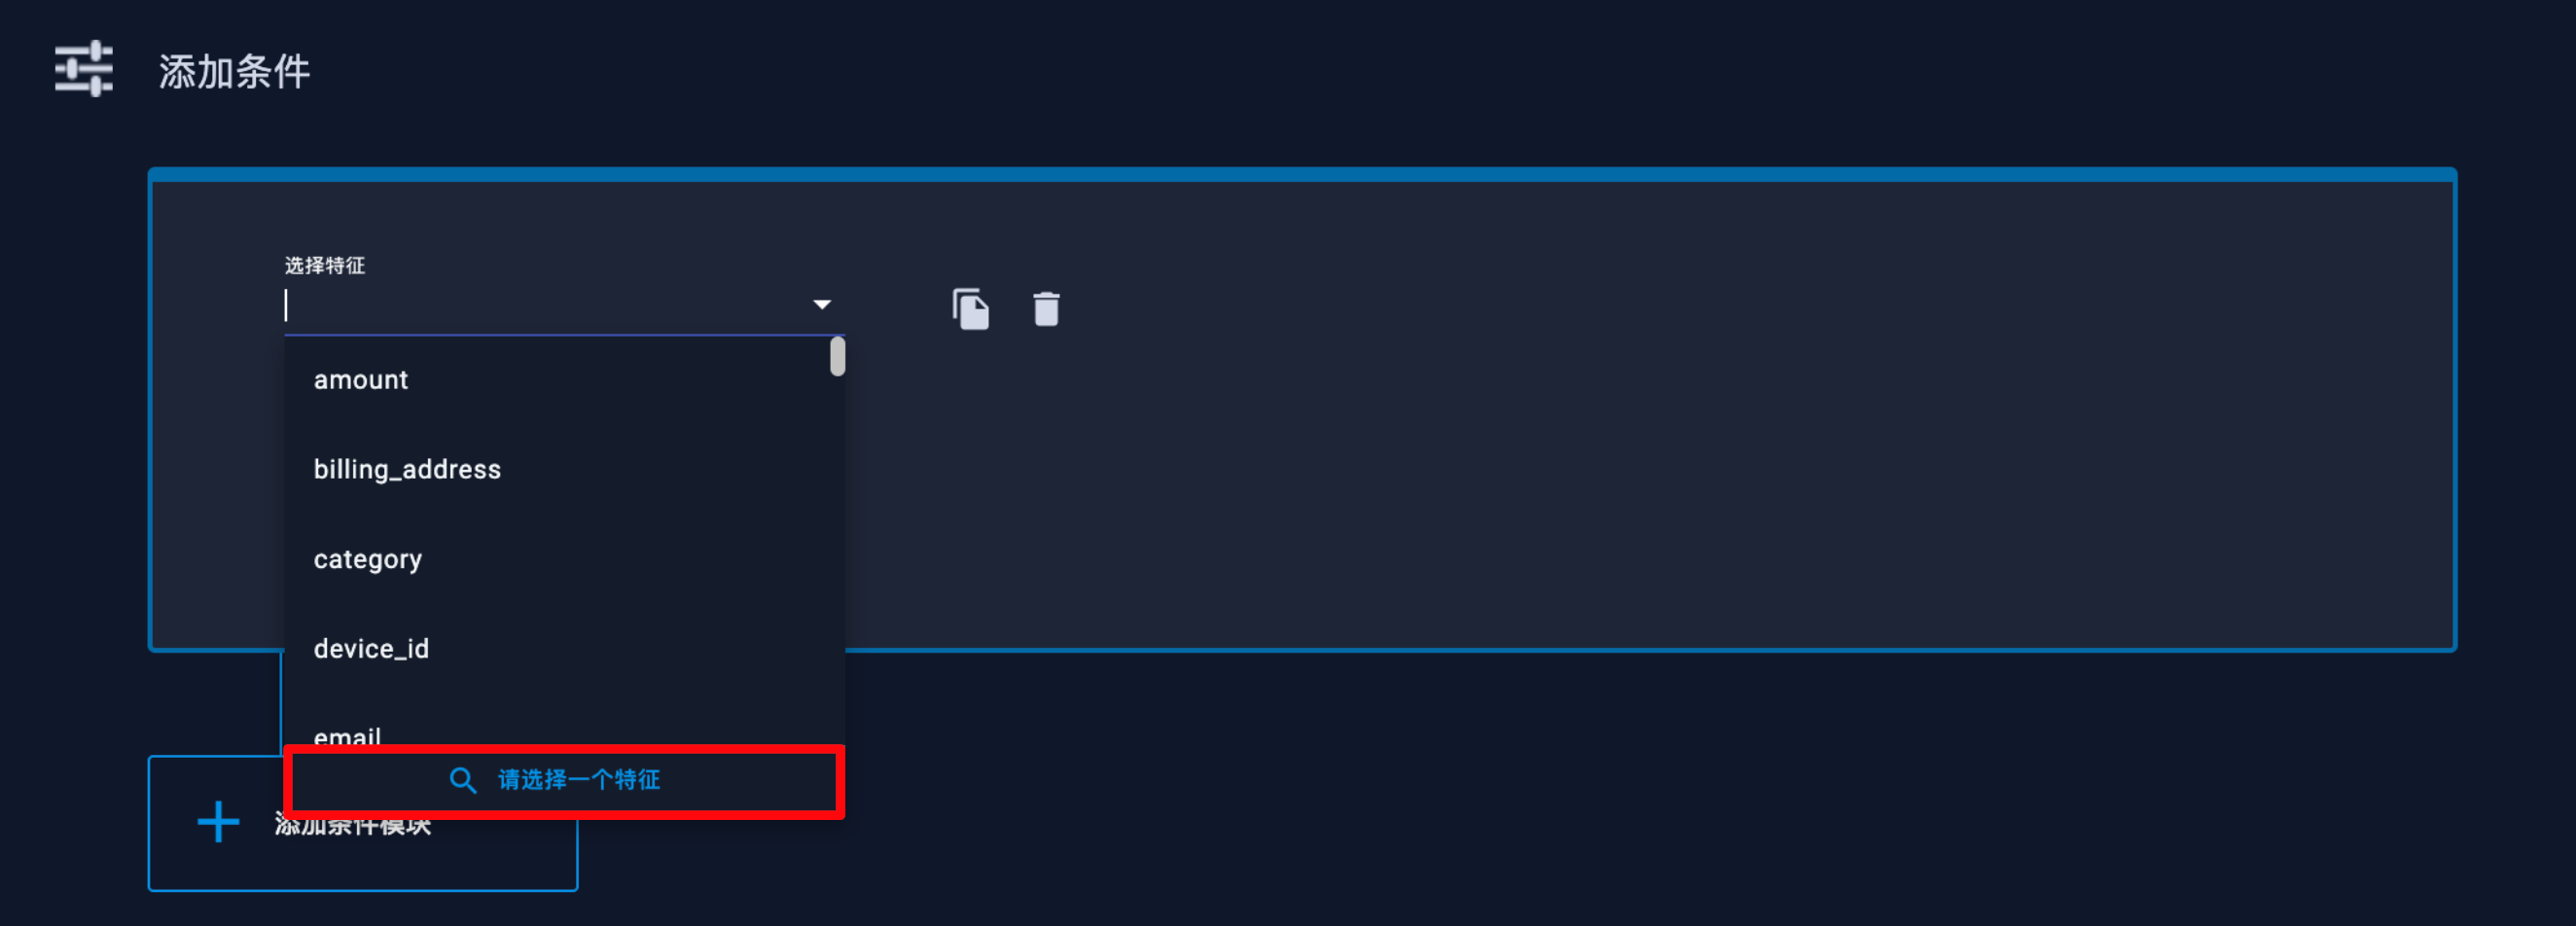 添加条件
选择特征
amount
billing_address
category
device_id
email
请选择一个特征
添加条件模块